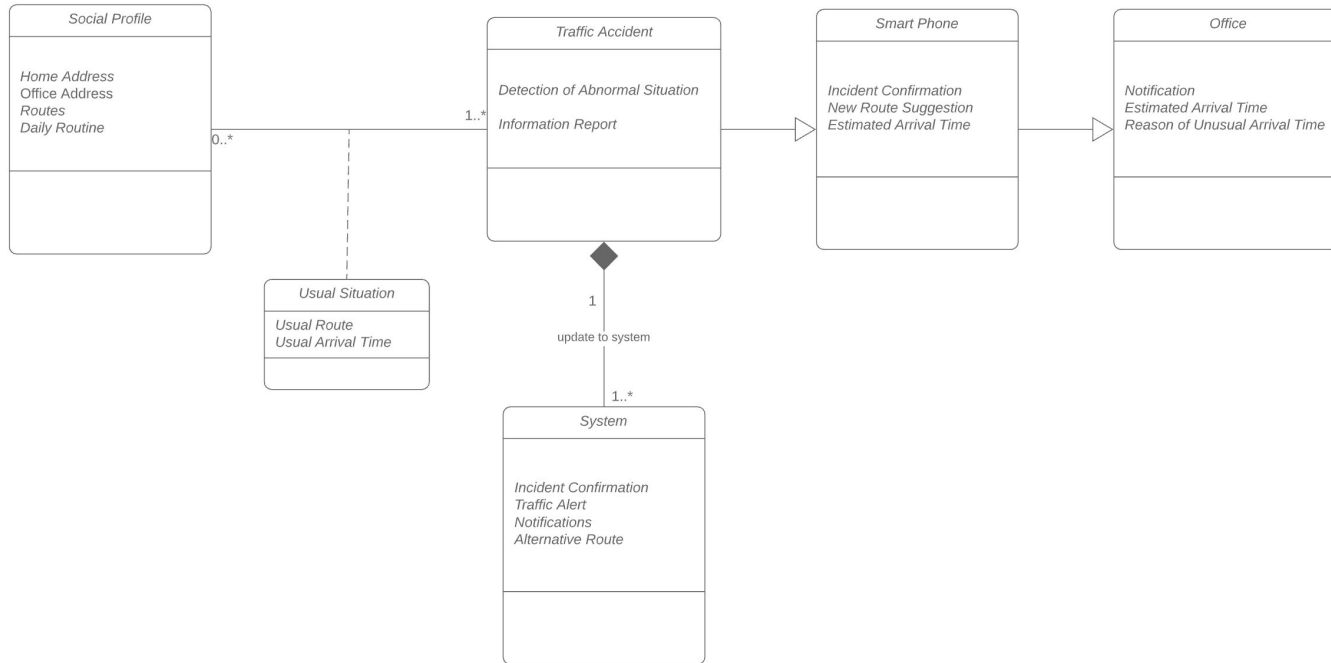 Social Profile
Home Address
Office Address
Routes
Daily Routine
0..*
1..*
Traffic Accident
Detection of Abnormal Situation
Information Report
Smart Phone
Incident Confirmation
New Route Suggestion
Estimated Arrival Time
Office
Notification
Estimated Arrival Time
Reason of Unusual Arrival Time
Usual Situation
Usual Route
Usual Arrival Time
1
update to system
1..*
System
Incident Confirmation
Traffic Alert
Notifications
Alternative Route